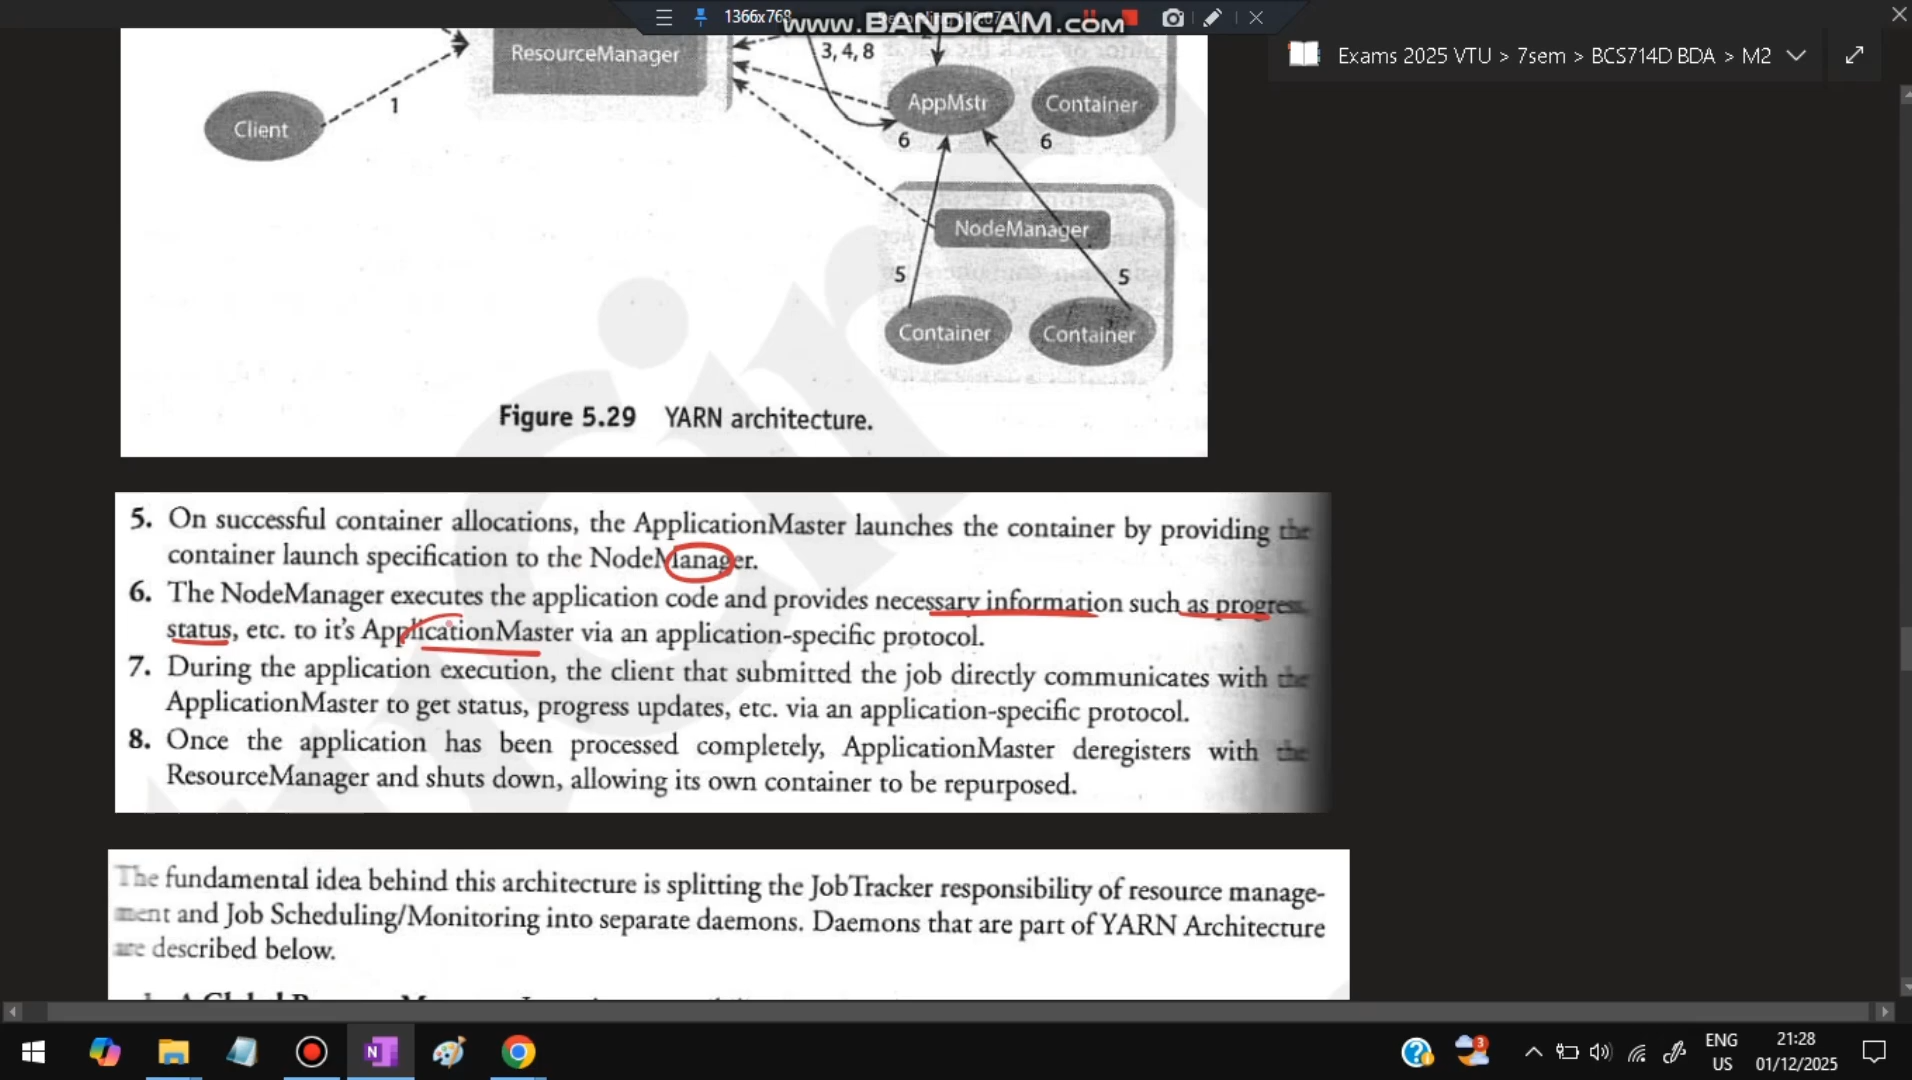 1366x768
www.BANDICAM.com
Exams 2025 VTU > 7sem > BCS714D BDA > M2
ResourceManager
3, 4, 8
AppMstr
Container
1
Client
6
6
NodeManager
5
5
Container
Container
Figure 5.29 YARN architecture.
5. On successful container allocations, the ApplicationMaster launches the container by providing the
container launch specification to the NodeManager.
6. The NodeManager executes the application code and provides necessary information such as progress
status, etc. to it's ApplicationMaster via an application-specific protocol.
7. During the application execution, the client that submitted the job directly communicates with the
ApplicationMaster to get status, progress updates, etc. via an application-specific protocol.
8. Once the application has been processed completely, ApplicationMaster deregisters with the
ResourceManager and shuts down, allowing its own container to be repurposed.
The fundamental idea behind this architecture is splitting the JobTracker responsibility of resource manage-
ment and Job Scheduling/Monitoring into separate daemons. Daemons that are part of YARN Architecture
are described below.
N
3
ENG
US
21:28
01/12/2025